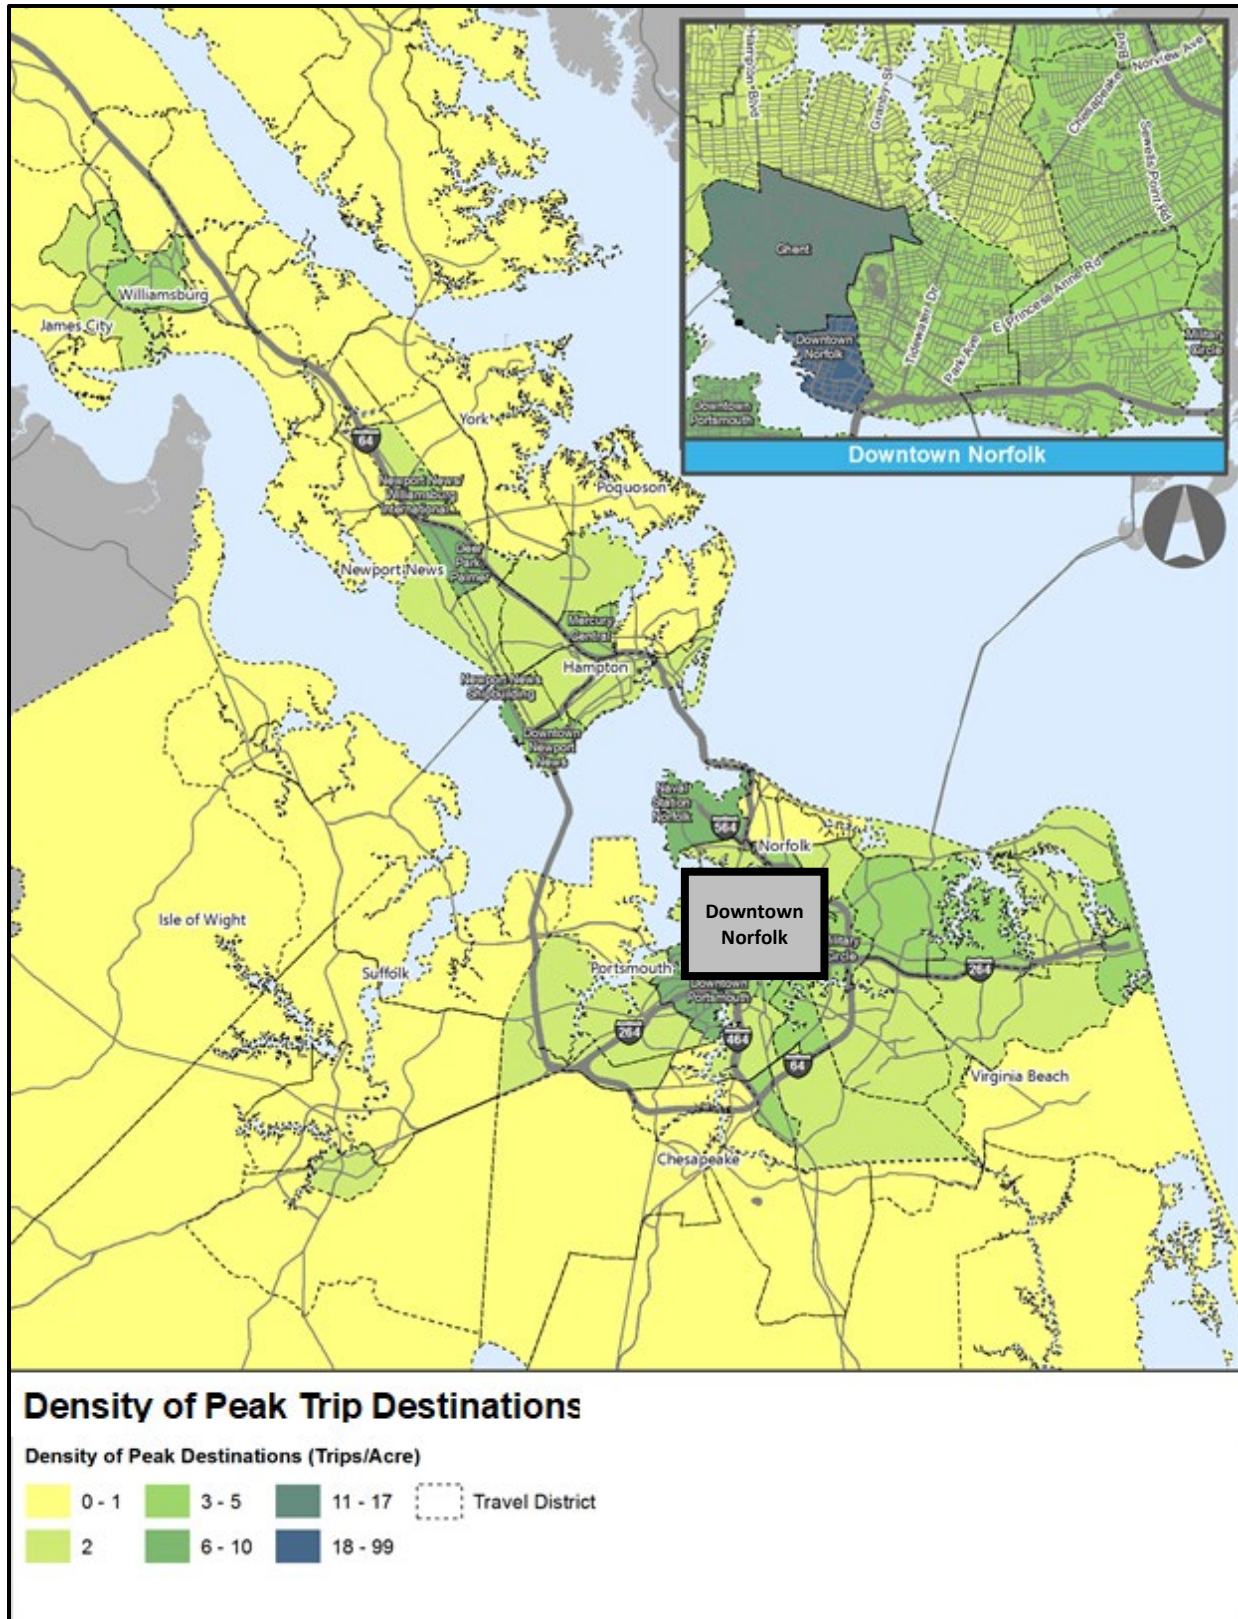 Hampton Blvd
Granby St
Chesapeake Blvd
Norview Ave
Sewells Point Rd
Ghent
Tidewater Dr
E Princess Anne Rd
Park Ave
Military
Circle
Downtown
Norfolk
Downtown
Portsmouth
Downtown Norfolk
Williamsburg
James City
64
York
Newport News/
Williamsburg
International
Poquoson
Newport News
Deer
Park
Palmer
Mercury
Central
Hampton
Newport News
Shipbuilding
Downtown
Newport
News
Naval
Station
Norfolk
564
Norfolk
Isle of Wight
Suffolk
Portsmouth
Downtown
Norfolk
Military
Circle
264
Downtown
Portsmouth
264
464
64
Virginia Beach
Chesapeake
Density of Peak Trip Destinations
Density of Peak Destinations (Trips/Acre)
0 - 1 3 - 5 11 - 17 Travel District
2 6 - 10 18 - 99